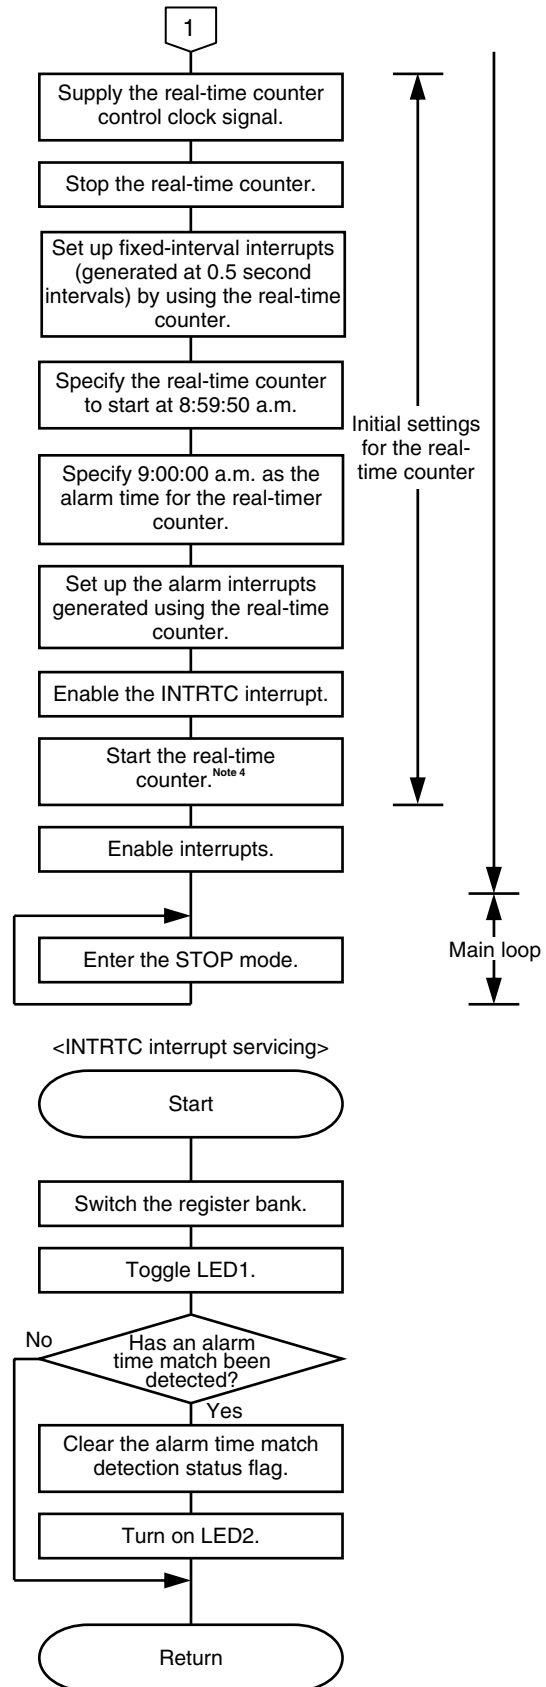 1
Supply the real-time counter
control clock signal.
Stop the real-time counter.
Set up fixed-interval interrupts
(generated at 0.5 second
intervals) by using the real-time
counter.
Specify the real-time counter
to start at 8:59:50 a.m.
Initial settings
for the real-
time counter
Specify 9:00:00 a.m. as the
alarm time for the real-timer
counter.
Set up the alarm interrupts
generated using the real-time
counter.
Enable the INTRTC interrupt.
Start the real-time
counter.Note 4
Enable interrupts.
Enter the STOP mode.
Main loop
<INTRTC interrupt servicing>
Start
Switch the register bank.
Toggle LED1.
No
Has an alarm
time match been
detected?
Yes
Clear the alarm time match
detection status flag.
Turn on LED2.
Return